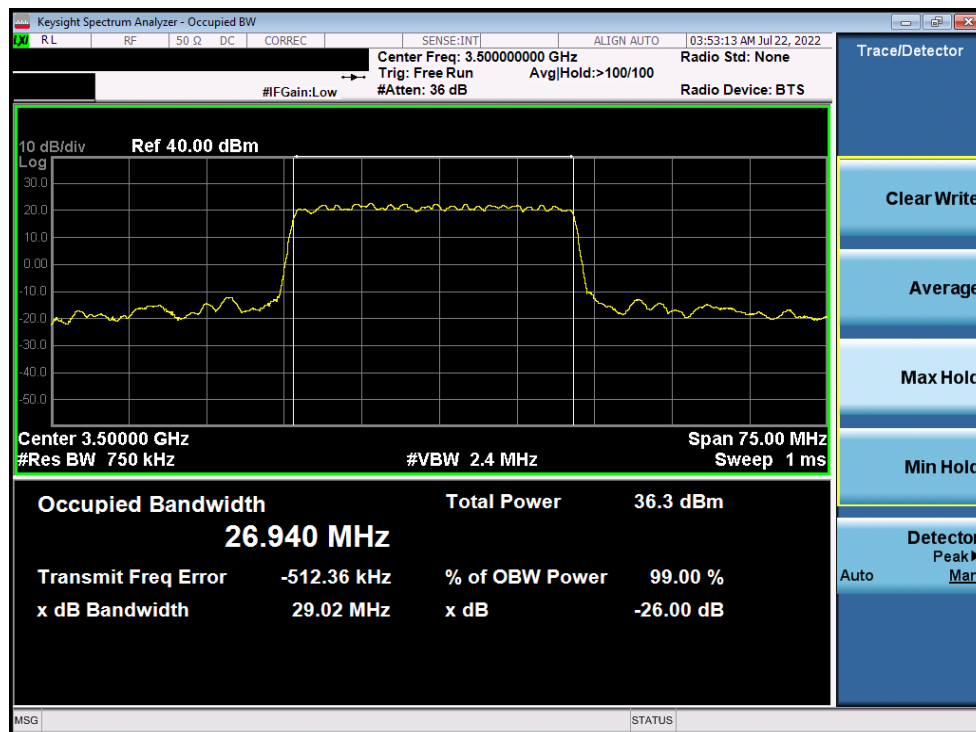 Keysight Spectrum Analyzer - Occupied BW
LXI RL RF 50 Ω DC CORREC SENSE:INT ALIGN AUTO 03:53:13 AM Jul 22, 2022
Center Freq: 3.500000000 GHz Radio Std: None
Trig: Free Run Avg|Hold:>100/100
#IFGain:Low #Atten: 36 dB Radio Device: BTS
Trace/Detector
10 dB/div Ref 40.00 dBm
Log
30.0
20.0
10.0
0.00
-10.0
-20.0
-30.0
-40.0
-50.0
Center 3.50000 GHz Span 75.00 MHz
#Res BW 750 kHz #VBW 2.4 MHz Sweep 1 ms
Occupied Bandwidth Total Power 36.3 dBm
26.940 MHz
Transmit Freq Error -512.36 kHz % of OBW Power 99.00 %
x dB Bandwidth 29.02 MHz x dB -26.00 dB
Clear Write
Average
Max Hold
Min Hold
Detector
Peak
Auto Man
MSG STATUS